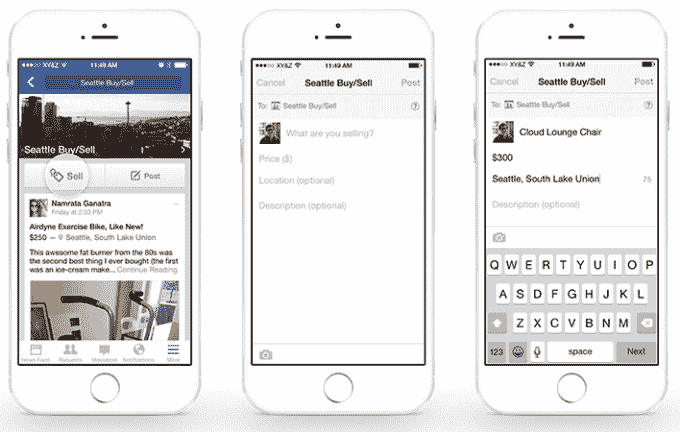 XY&Z 11:49 AM
Seattle Buy/Sell
Seattle Buy/Sell
Sell Post
Namrata Ganatra
Friday at 2:33 PM
Airdyne Exercise Bike, Like New!
$250 — Seattle, South Lake Union
This awesome fat burner from the 80s was
the second best thing I ever bought (the first
was an ice-cream make... Continue Reading
News Feed Requests Messages Notifications More
XY&Z 11:49 AM
Cancel Seattle Buy/Sell Post
To: Seattle Buy/Sell ?
What are you selling?
Price ($)
Location (optional)
Description (optional)
XY&Z 11:49 AM
Cancel Seattle Buy/Sell Post
To: Seattle Buy/Sell ?
Cloud Lounge Chair
$300
Seattle, South Lake Union 75
Description (optional)
Q W E R T Y U I O P
A S D F G H J K L
Z X C V B N M
123 space Next